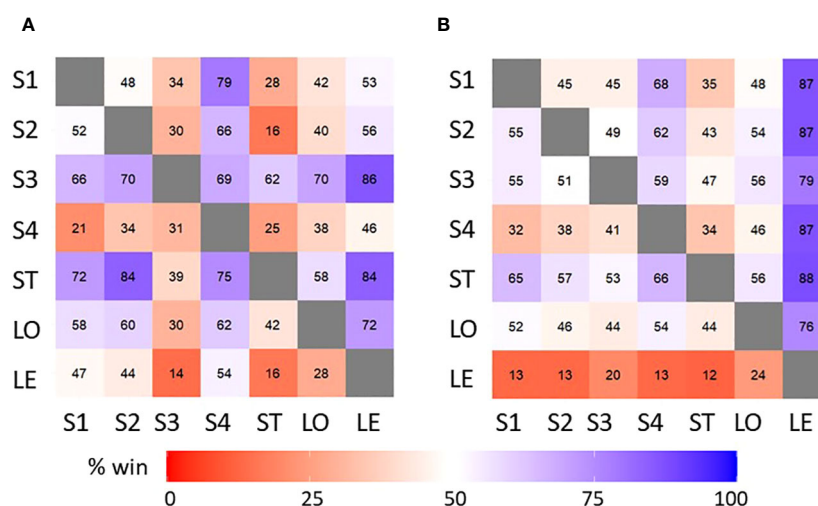 A
B
S1 48 34 79 28 42 53
S2 52 30 66 16 40 56
S3 66 70 69 62 70 86
S4 21 34 31 25 38 46
ST 72 84 39 75 58 84
LO 58 60 30 62 42 72
LE 47 44 14 54 16 28
S1 S2 S3 S4 ST LO LE
S1 45 45 68 35 48 87
S2 55 49 62 43 54 87
S3 55 51 59 47 56 79
S4 32 38 41 34 46 87
ST 65 57 53 66 56 88
LO 52 46 44 54 44 76
LE 13 13 20 13 12 24
S1 S2 S3 S4 ST LO LE
% win
0 25 50 75 100